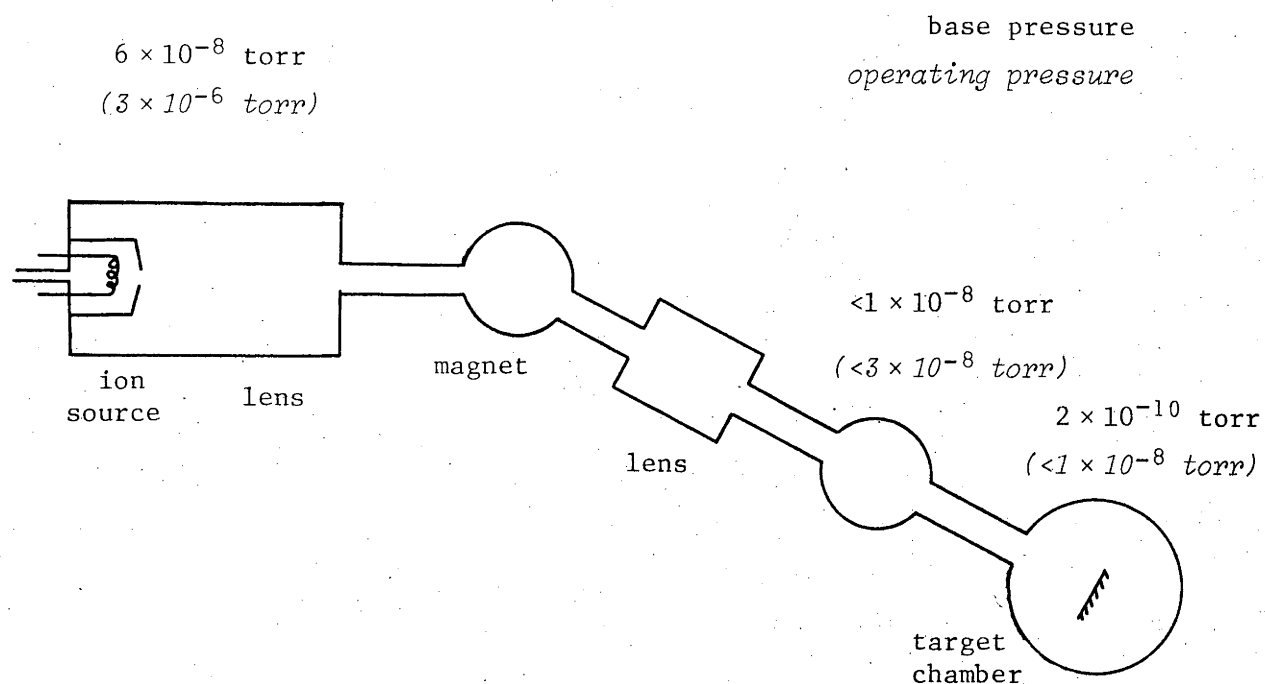 base pressure
operating pressure
6 × 10⁻⁸ torr
(3 × 10⁻⁶ torr)
ion
source
lens
magnet
<1 × 10⁻⁸ torr
(<3 × 10⁻⁸ torr)
2 × 10⁻¹⁰ torr
(<1 × 10⁻⁸ torr)
lens
target
chamber